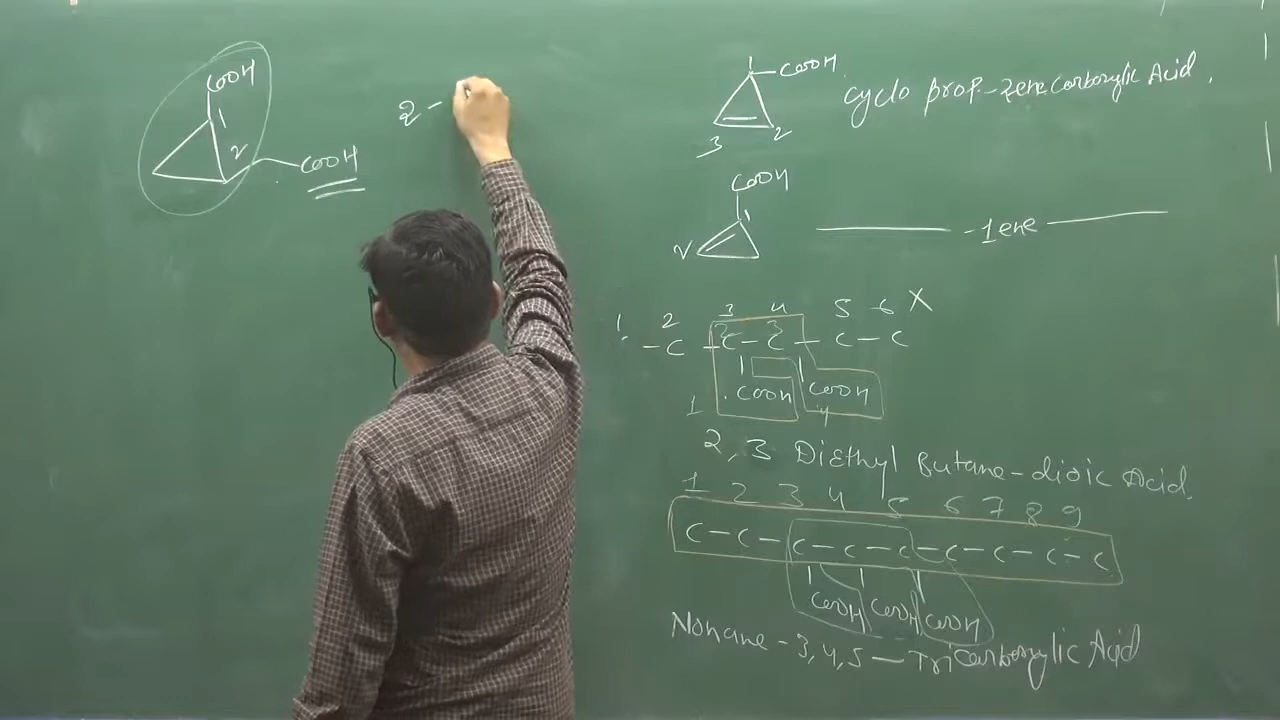 COOH
1
2
COOH
2 -
1
COOH
3
2
Cyclo prop-2ene carboxylic Acid.
COOH
1
2
-1ene
1 2 3 4 5 6 X
- C - C - C - C - C
COOH COOH
1 4
2, 3 Diethyl Butane-dioic Acid.
1 2 3 4 5 6 7 8 9
C - C - C - C - C - C - C - C - C
COOH COOH COOH
Nonane - 3,4,5 - Tricarboxylic Acid